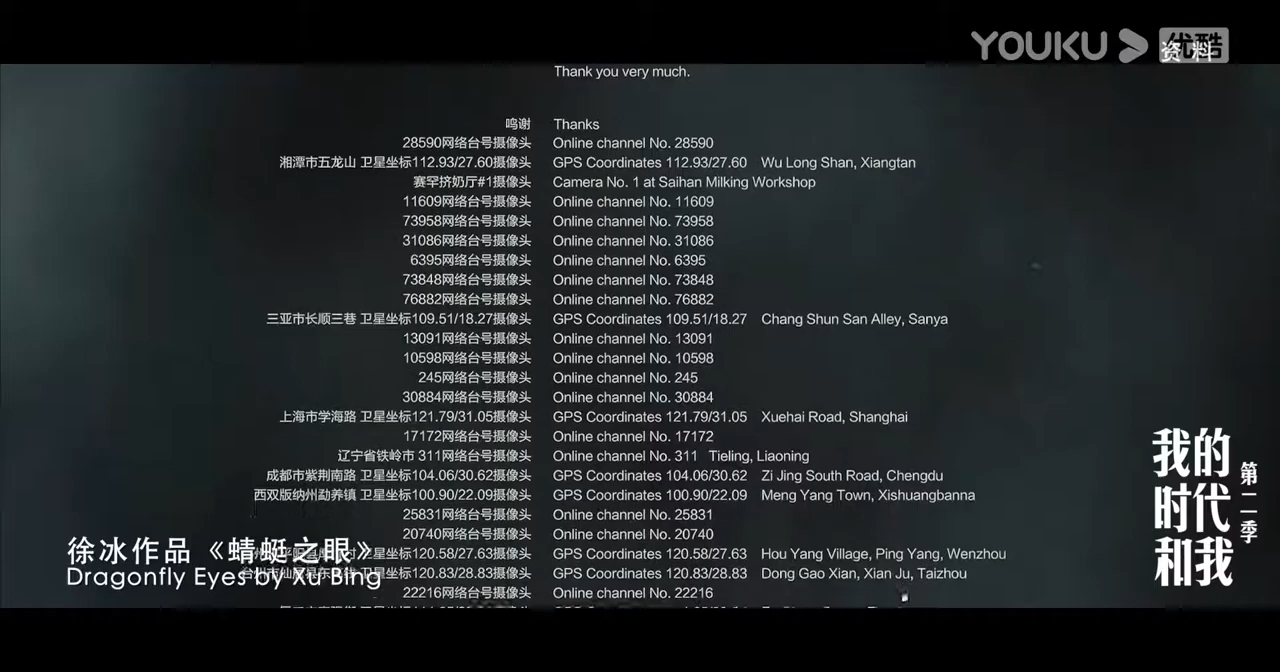 YOUKU 优酷
资料
Thank you very much.
鸣谢 Thanks
28590网络台号摄像头 Online channel No. 28590
湘潭市五龙山 卫星坐标112.93/27.60摄像头 GPS Coordinates 112.93/27.60 Wu Long Shan, Xiangtan
赛罕挤奶厅#1摄像头 Camera No. 1 at Saihan Milking Workshop
11609网络台号摄像头 Online channel No. 11609
73958网络台号摄像头 Online channel No. 73958
31086网络台号摄像头 Online channel No. 31086
6395网络台号摄像头 Online channel No. 6395
73848网络台号摄像头 Online channel No. 73848
76882网络台号摄像头 Online channel No. 76882
三亚市长顺三巷 卫星坐标109.51/18.27摄像头 GPS Coordinates 109.51/18.27 Chang Shun San Alley, Sanya
13091网络台号摄像头 Online channel No. 13091
10598网络台号摄像头 Online channel No. 10598
245网络台号摄像头 Online channel No. 245
30884网络台号摄像头 Online channel No. 30884
上海市学海路 卫星坐标121.79/31.05摄像头 GPS Coordinates 121.79/31.05 Xuehai Road, Shanghai
17172网络台号摄像头 Online channel No. 17172
辽宁省铁岭市 311网络台号摄像头 Online channel No. 311 Tieling, Liaoning
成都市紫荆南路 卫星坐标104.06/30.62摄像头 GPS Coordinates 104.06/30.62 Zi Jing South Road, Chengdu
西双版纳州勐养镇 卫星坐标100.90/22.09摄像头 GPS Coordinates 100.90/22.09 Meng Yang Town, Xishuangbanna
25831网络台号摄像头 Online channel No. 25831
20740网络台号摄像头 Online channel No. 20740
卫星坐标120.58/27.63摄像头 GPS Coordinates 120.58/27.63 Hou Yang Village, Ping Yang, Wenzhou
卫星坐标120.83/28.83摄像头 GPS Coordinates 120.83/28.83 Dong Gao Xian, Xian Ju, Taizhou
22216网络台号摄像头 Online channel No. 22216
徐冰作品《蜻蜓之眼》
Dragonfly Eyes by Xu Bing
我的
时代
和我
第二季